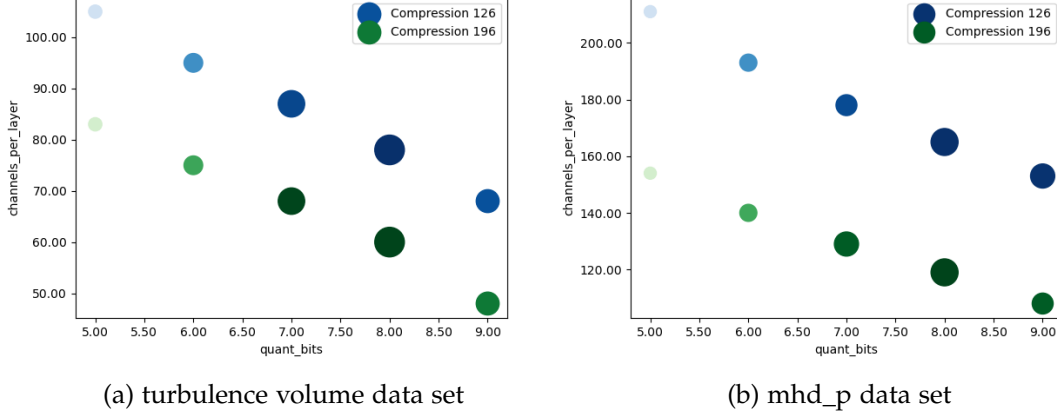 Compression 126
Compression 196
100.00
90.00
80.00
70.00
60.00
50.00
channels_per_layer
5.00 5.50 6.00 6.50 7.00 7.50 8.00 8.50 9.00
quant_bits
(a) turbulence volume data set
Compression 126
Compression 196
200.00
180.00
160.00
140.00
120.00
channels_per_layer
5.00 5.50 6.00 6.50 7.00 7.50 8.00 8.50 9.00
quant_bits
(b) mhd_p data set